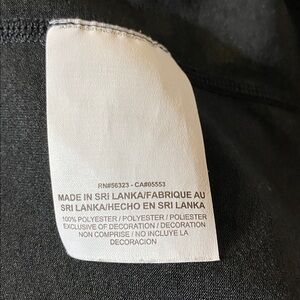 RN#56323 - CA#05553
MADE IN SRI LANKA/FABRIQUE AU
SRI LANKA/HECHO EN SRI LANKA
100% POLYESTER / POLYESTER / POLIESTER
EXCLUSIVE OF DECORATION / DECORATION
NON COMPRISE / NO INCLUYE LA
DECORACION